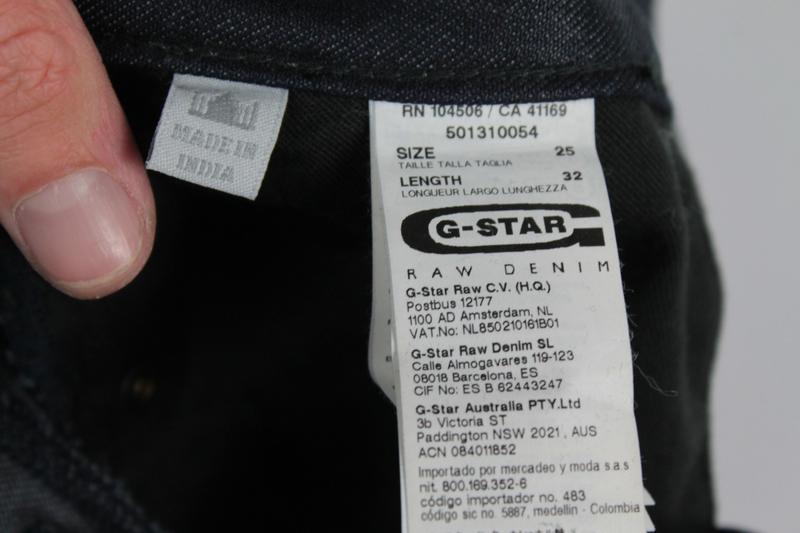 MADE IN
INDIA
RN 104506 / CA 41169
501310054
SIZE 25
TAILLE TALLA TAGLIA
LENGTH 32
LONGUEUR LARGO LUNGHEZZA
G-STAR
RAW DENIM
G-Star Raw C.V. (H.Q.)
Postbus 12177
1100 AD Amsterdam, NL
VAT.No: NL850210161B01
G-Star Raw Denim SL
Calle Almogavares 119-123
08018 Barcelona, ES
CIF No: ES B 62443247
G-Star Australia PTY.Ltd
3b Victoria ST
Paddington NSW 2021, AUS
ACN 084011852
Importado por mercadeo y moda s.a.s
nit. 800.169.352-6
código importador no. 483
código sic no. 5887, medellin - Colombia